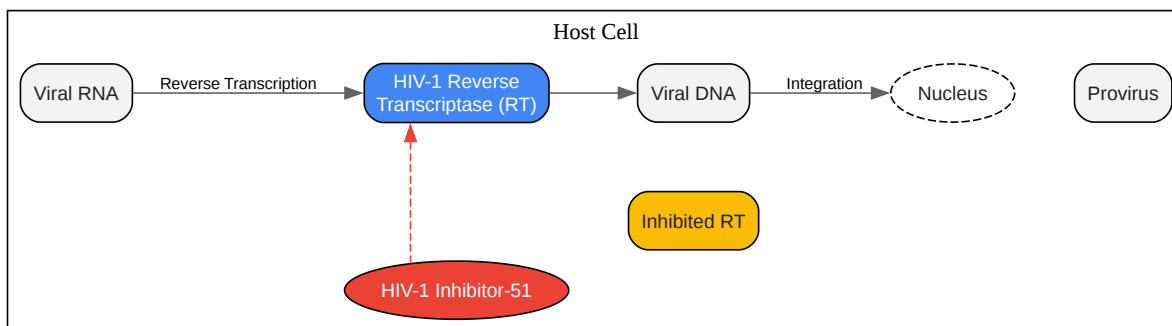 Host Cell
Viral RNA
Reverse Transcription
HIV-1 Reverse
Transcriptase (RT)
Viral DNA
Integration
Nucleus
Provirus
Inhibited RT
HIV-1 Inhibitor-51